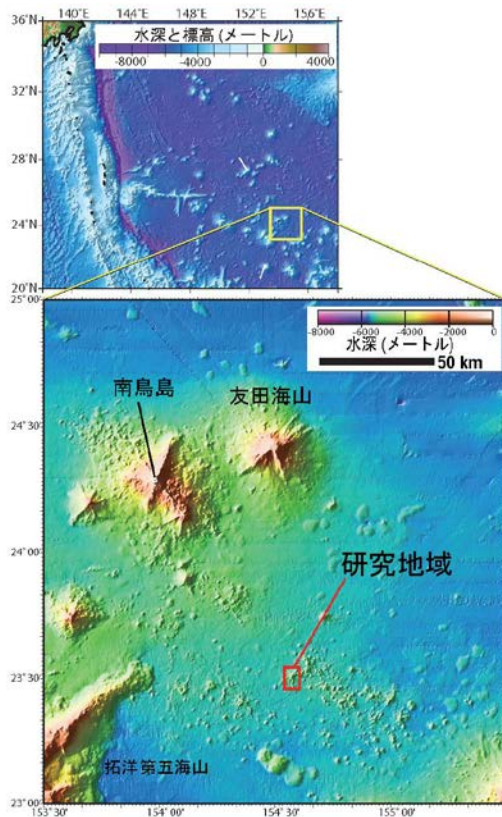 140°E 144°E 148°E 152°E 156°E
36°N
水深と標高 (メートル)
-8000 -4000 0 4000
32°N
28°N
24°N
20°N
25°00'
-8000 -6000 -4000 -2000 0
水深 (メートル)
50 km
南鳥島
友田海山
24°30'
24°00'
研究地域
23°30'
拓洋第五海山
23°00'
153°30' 154°00' 154°30' 155°00'